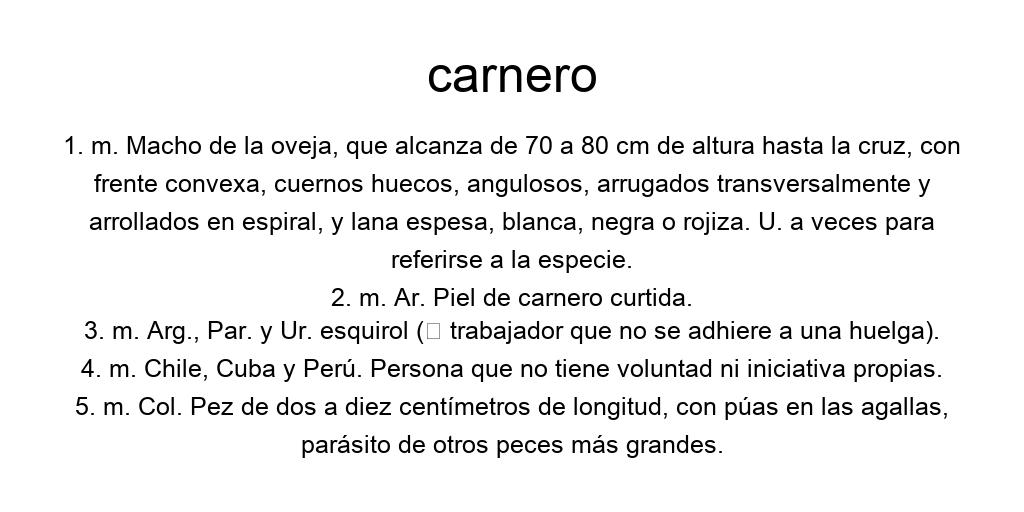 carnero
1. m. Macho de la oveja, que alcanza de 70 a 80 cm de altura hasta la cruz, con
frente convexa, cuernos huecos, angulosos, arrugados transversalmente y
arrollados en espiral, y lana espesa, blanca, negra o rojiza. U. a veces para
referirse a la especie.
2. m. Ar. Piel de carnero curtida.
3. m. Arg., Par. y Ur. esquirol (□ trabajador que no se adhiere a una huelga).
4. m. Chile, Cuba y Perú. Persona que no tiene voluntad ni iniciativa propias.
5. m. Col. Pez de dos a diez centímetros de longitud, con púas en las agallas,
parásito de otros peces más grandes.